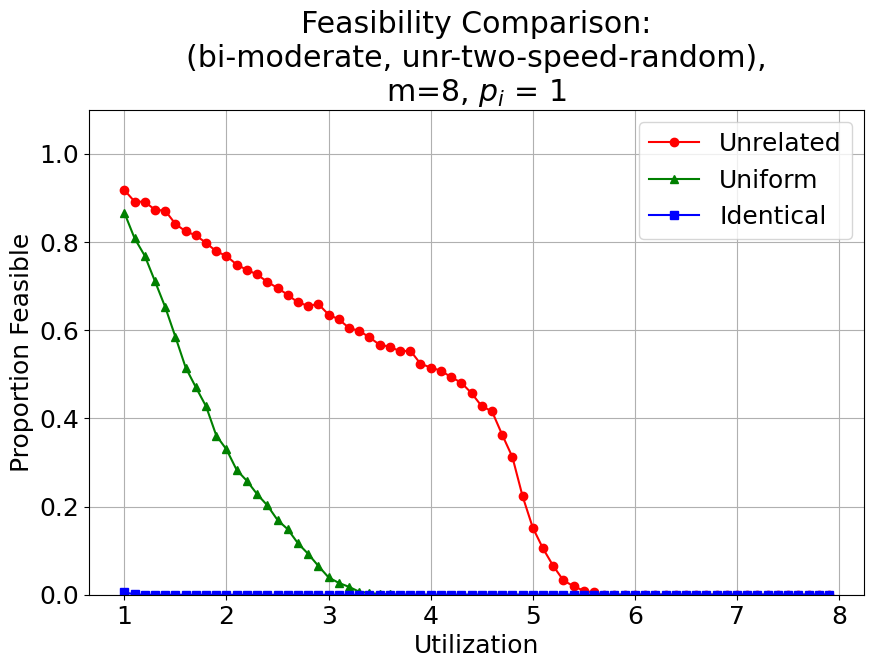 Feasibility Comparison:
(bi-moderate, unr-two-speed-random),
m=8, $p_i$ = 1
Proportion Feasible
1.0
0.8
0.6
0.4
0.2
0.0
Unrelated
Uniform
Identical
1 2 3 4 5 6 7 8
Utilization